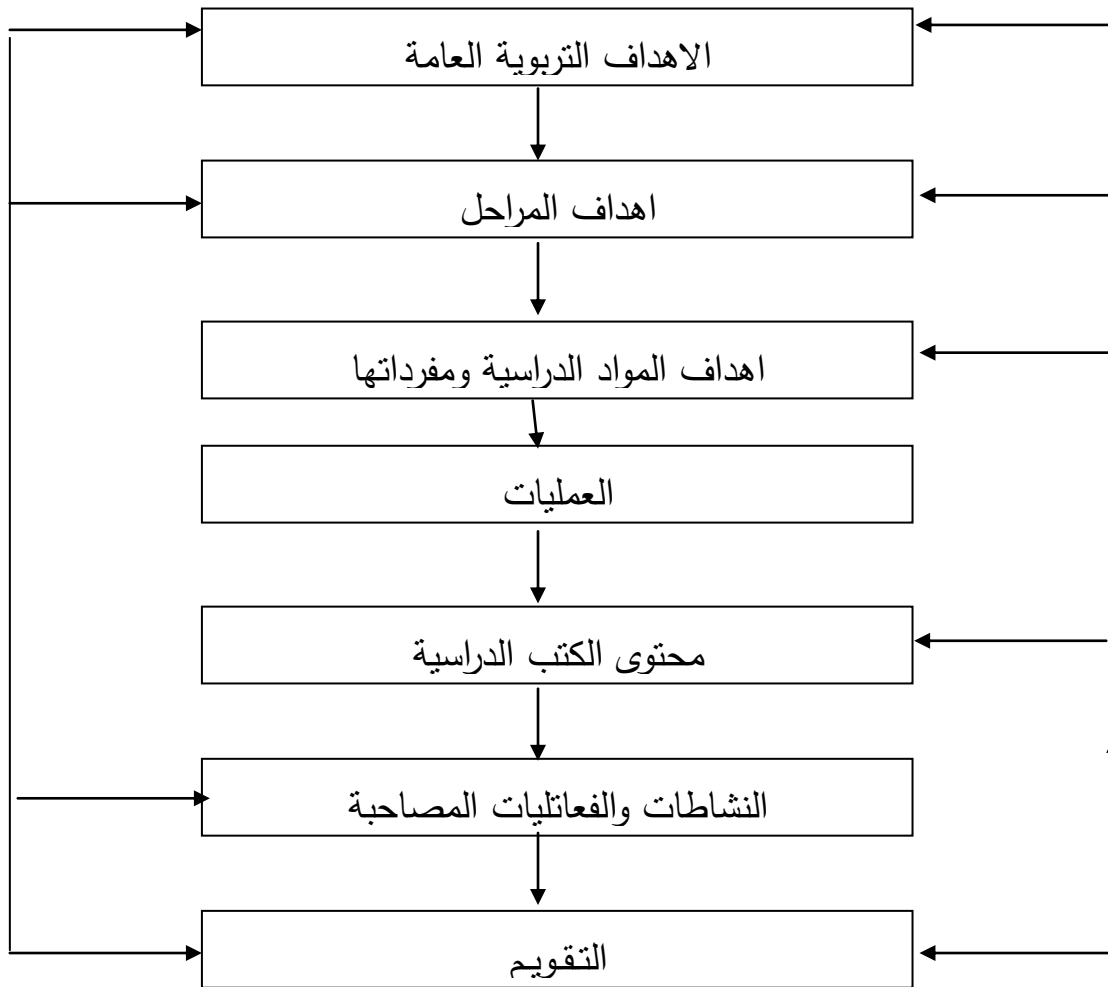 الاهداف التربوية العامة
اهداف المراحل
اهداف المواد الدراسية ومفرداتها
العمليات
محتوى الكتب الدراسية
النشاطات والفعاتليات المصاحبة
التقويم